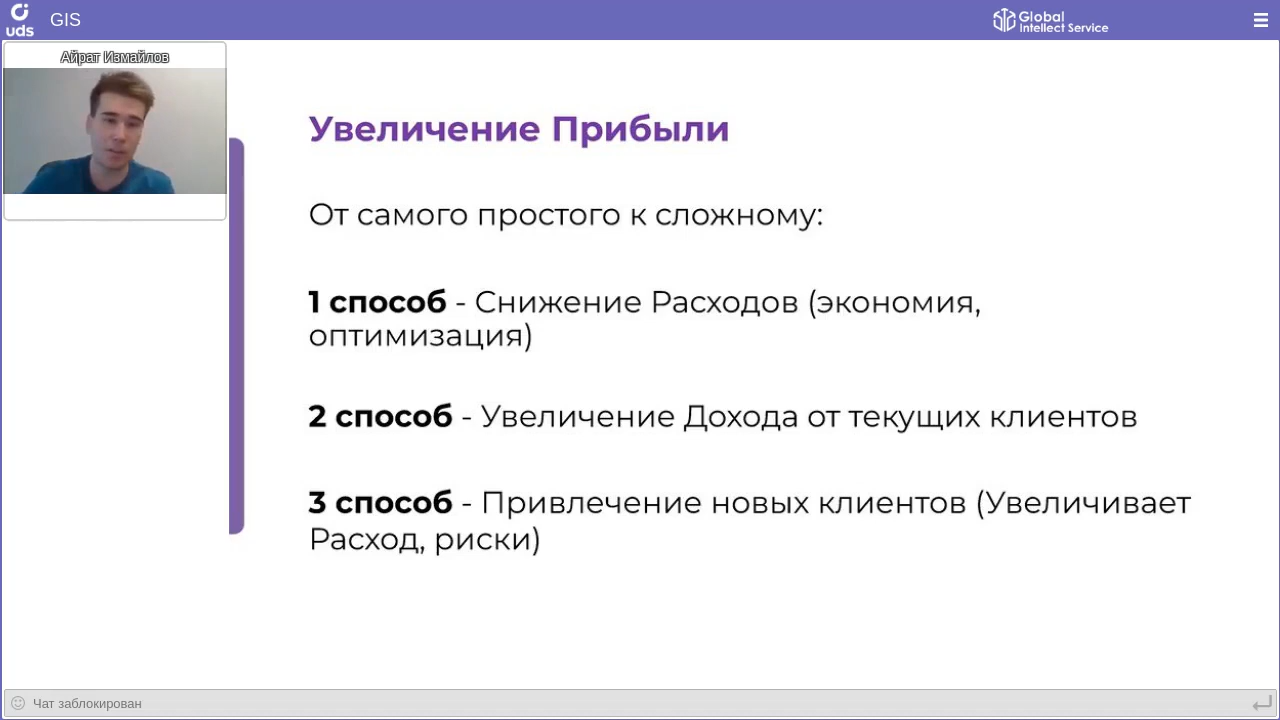 uds
GIS
Global
Intellect Service
Айрат Измайлов
Увеличение Прибыли
От самого простого к сложному:
1 способ - Снижение Расходов (экономия,
оптимизация)
2 способ - Увеличение Дохода от текущих клиентов
3 способ - Привлечение новых клиентов (Увеличивает
Расход, риски)
Чат заблокирован